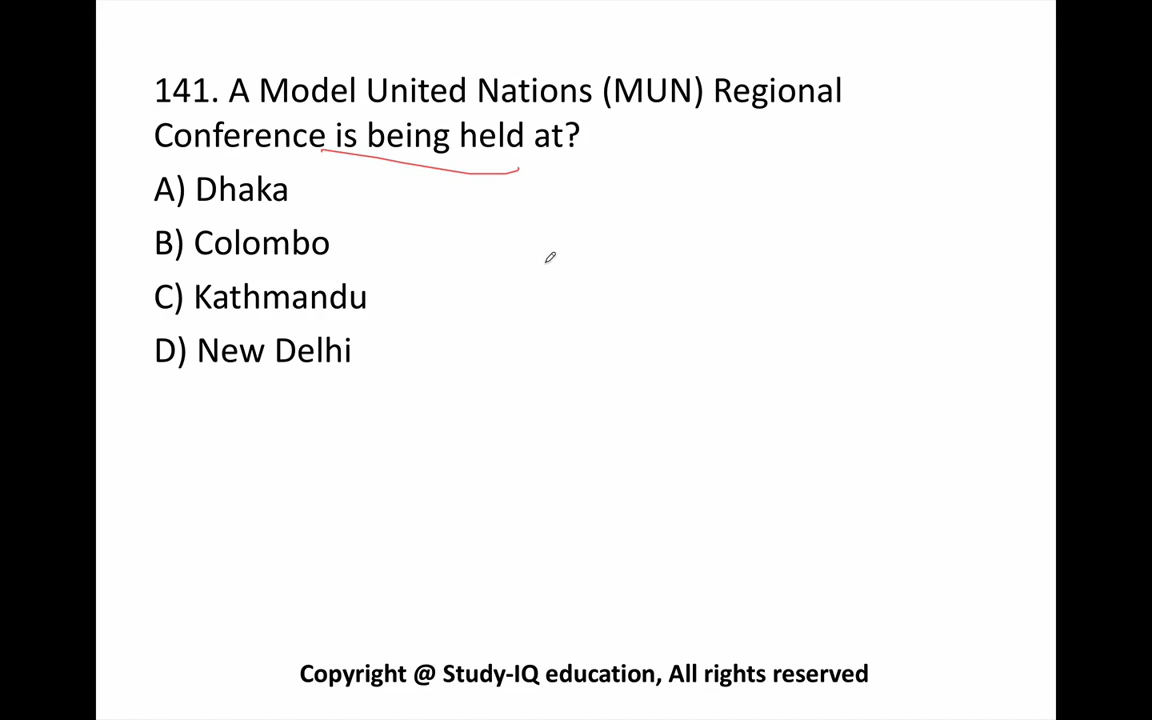 141. A Model United Nations (MUN) Regional
Conference is being held at?
A) Dhaka
B) Colombo
C) Kathmandu
D) New Delhi
Copyright @ Study-IQ education, All rights reserved